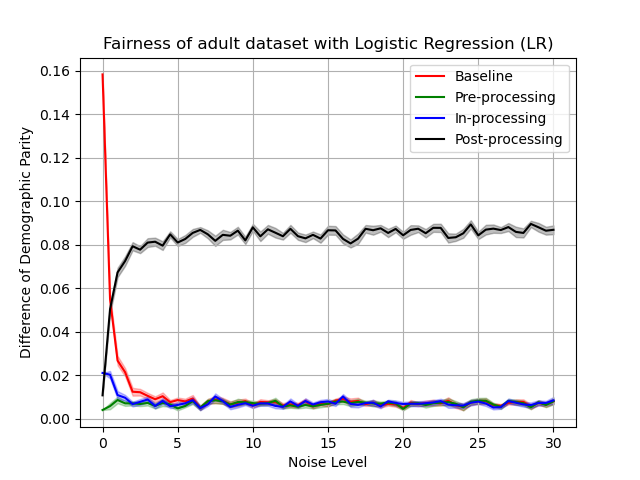 Fairness of adult dataset with Logistic Regression (LR)
Difference of Demographic Parity
0.16
0.14
0.12
0.10
0.08
0.06
0.04
0.02
0.00
Baseline
Pre-processing
In-processing
Post-processing
0 5 10 15 20 25 30
Noise Level